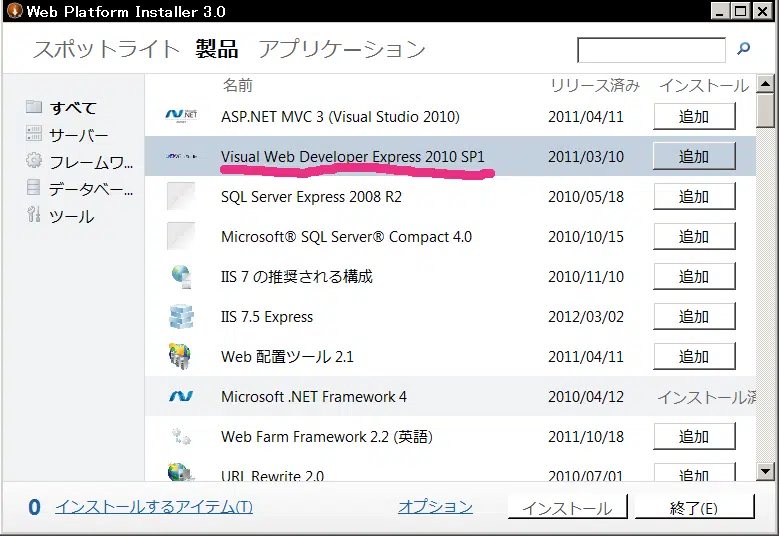 Web Platform Installer 3.0
スポットライト 製品 アプリケーション
名前 リリース済み インストール
すべて
サーバー
フレームワ...
データベー...
ツール
ASP.NET MVC 3 (Visual Studio 2010) 2011/04/11 追加
Visual Web Developer Express 2010 SP1 2011/03/10 追加
SQL Server Express 2008 R2 2010/05/18 追加
Microsoft® SQL Server® Compact 4.0 2010/10/15 追加
IIS 7 の推奨される構成 2010/11/10 追加
IIS 7.5 Express 2012/03/02 追加
Web 配置ツール 2.1 2011/04/11 追加
Microsoft .NET Framework 4 2010/04/12 インストール済
Web Farm Framework 2.2 (英語) 2011/10/18 追加
URL Rewrite 2.0 2010/07/01 追加
0 インストールするアイテム(T) オプション インストール 終了(E)